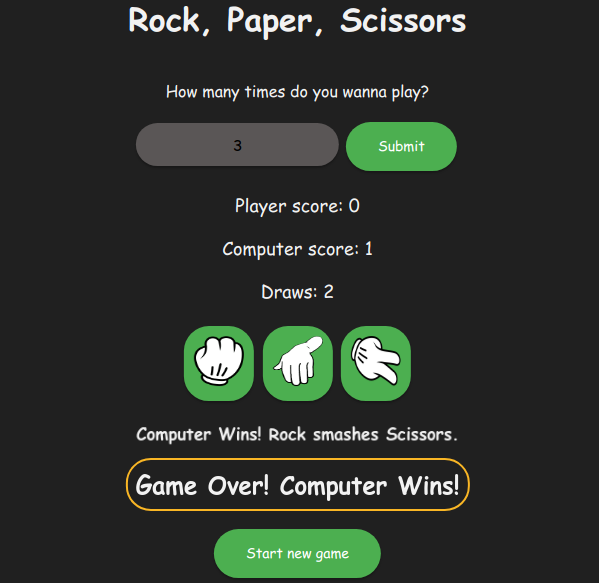 Rock, Paper, Scissors
How many times do you wanna play?
3
Submit
Player score: 0
Computer score: 1
Draws: 2
Computer Wins! Rock smashes Scissors.
Game Over! Computer Wins!
Start new game